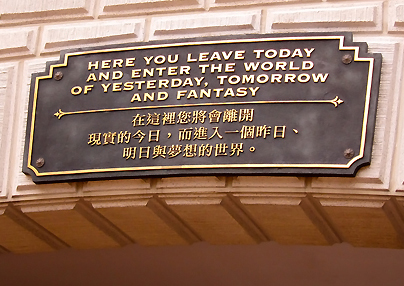 HERE YOU LEAVE TODAY
AND ENTER THE WORLD
OF YESTERDAY, TOMORROW
AND FANTASY
在這裡您將會離開
現實的今日，而進入一個昨日、
明日與夢想的世界。